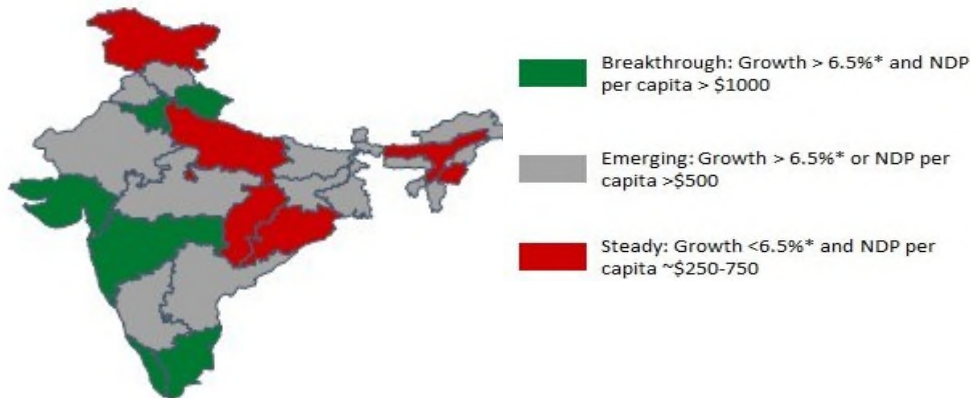 Breakthrough: Growth > 6.5%* and NDP
per capita > $1000
Emerging: Growth > 6.5%* or NDP per
capita >$500
Steady: Growth <6.5%* and NDP per
capita ~$250-750